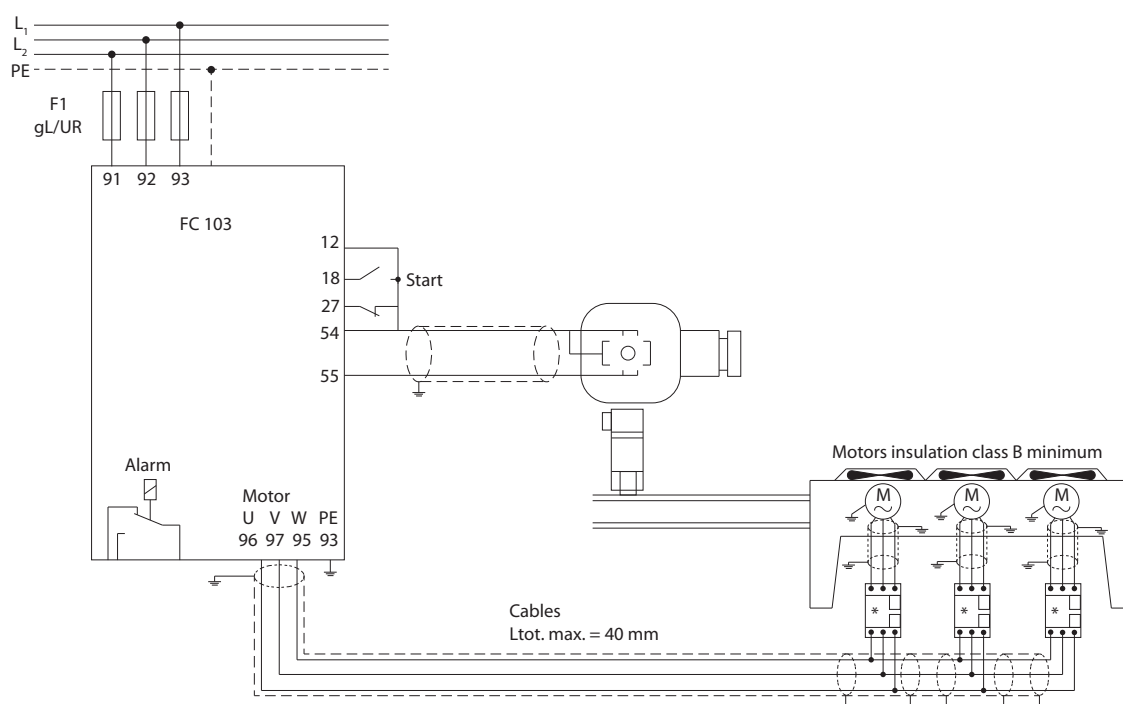 L1
L2
PE
F1
gL/UR
91 92 93
FC 103
12
18 Start
27
54
55
Alarm
Motor
U V W PE
96 97 95 93
Motors insulation class B minimum
M M M
* * *
Cables
Ltot. max. = 40 mm